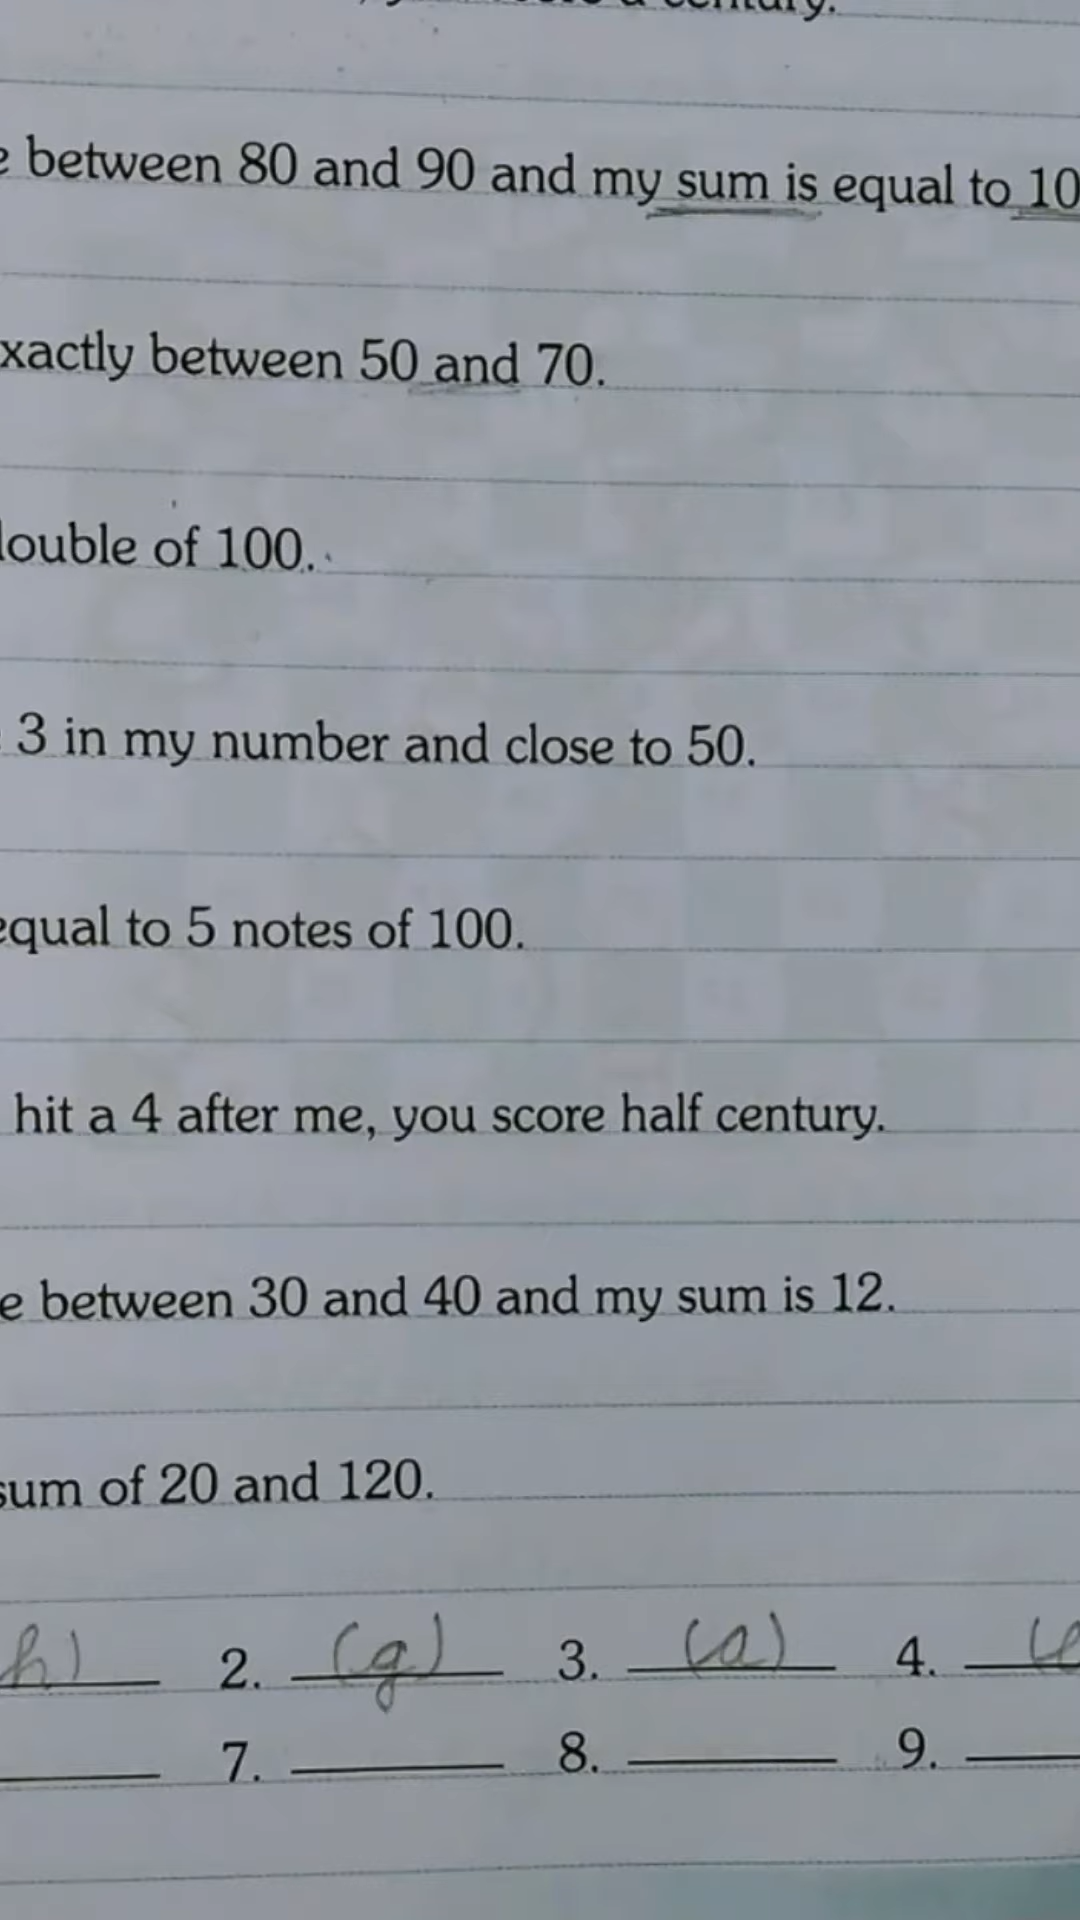 century.
between 80 and 90 and my sum is equal to 10
xactly between 50 and 70.
ouble of 100.
3 in my number and close to 50.
equal to 5 notes of 100.
hit a 4 after me, you score half century.
e between 30 and 40 and my sum is 12.
sum of 20 and 120.
h) 2. (g) 3. (a) 4.
7. 8. 9.